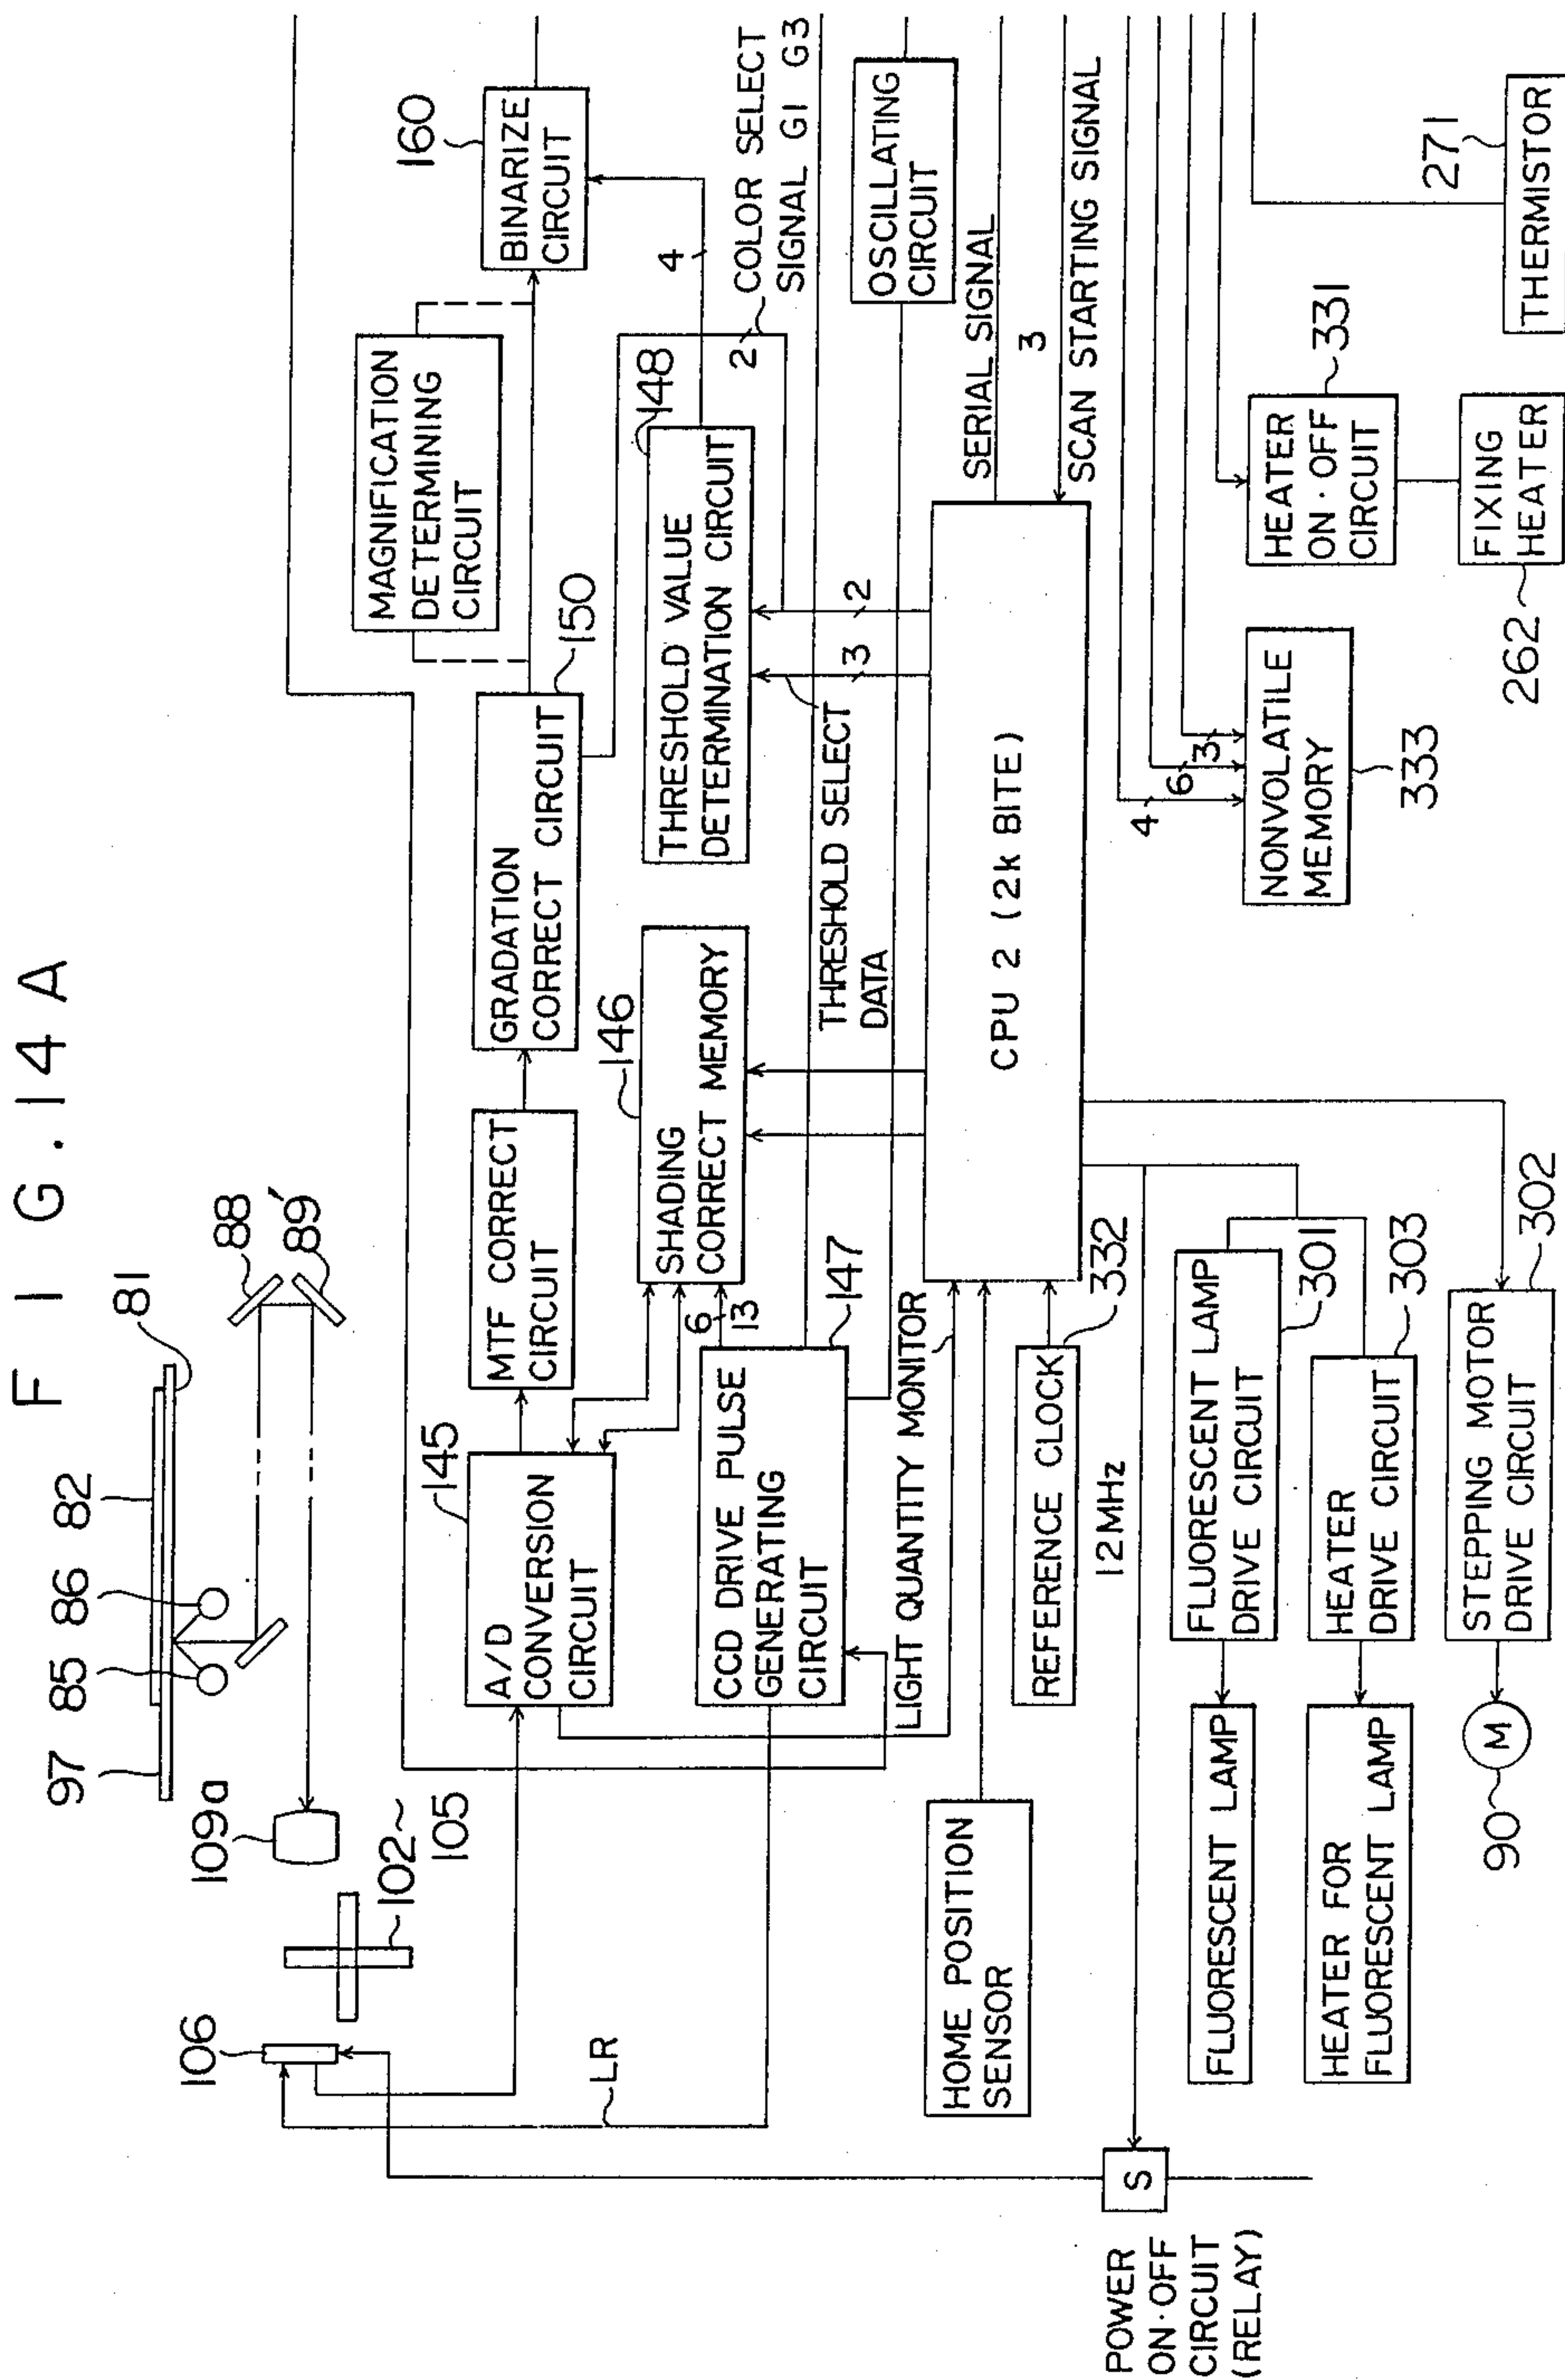 FIG.14A
97
85
86
82
81
88
89'
109a
106
102~
105
LR
145
A/D
CONVERSION
CIRCUIT
MTF CORRECT
CIRCUIT
GRADATION
CORRECT CIRCUIT
150
MAGNIFICATION
DETERMINING
CIRCUIT
160
BINARIZE
CIRCUIT
146
SHADING
CORRECT MEMORY
6
13
CCD DRIVE PULSE
GENERATING
CIRCUIT
147
148
THRESHOLD VALUE
DETERMINATION CIRCUIT
4
2
COLOR SELECT
SIGNAL G1 G3
THRESHOLD SELECT
DATA
3
2
OSCILLATING
CIRCUIT
LIGHT QUANTITY MONITOR
HOME POSITION
SENSOR
REFERENCE CLOCK
332
12MHz
CPU 2 (2k BITE)
SERIAL SIGNAL
3
SCAN STARTING SIGNAL
S
POWER
ON·OFF
CIRCUIT
(RELAY)
FLUORESCENT LAMP
FLUORESCENT LAMP
DRIVE CIRCUIT
301
HEATER FOR
FLUORESCENT LAMP
HEATER
DRIVE CIRCUIT
303
90
M
STEPPING MOTOR
DRIVE CIRCUIT
302
4
6
3
NONVOLATILE
MEMORY
333
HEATER
ON·OFF
CIRCUIT
331
FIXING
HEATER
262
THERMISTOR
271